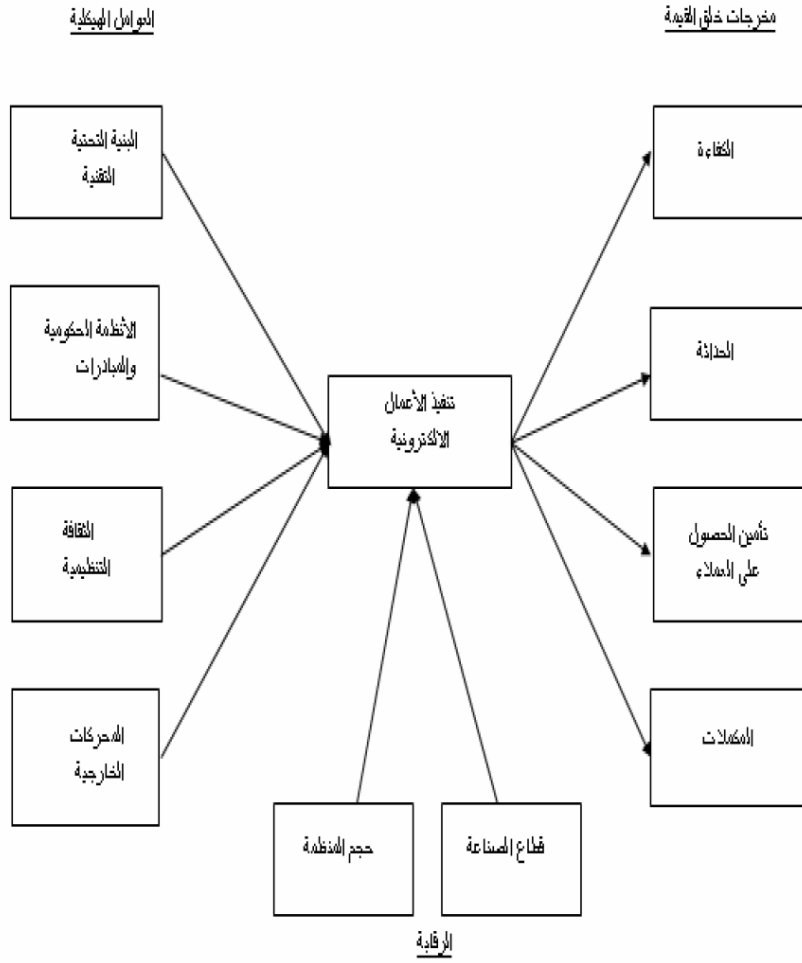 العوامل الهيكلية
مخرجات خلق القيمة
البنية التحتية
التقنية
الكفاءة
الأنظمة الحكومية
والمبادرات
الحداثة
تنفيذ الأعمال
الالكترونية
الثقافة
التنظيمية
تأمين الحصول
على العملاء
المحركات
الخارجية
المكملات
حجم المنظمة
قطاع الصناعة
الرقابة